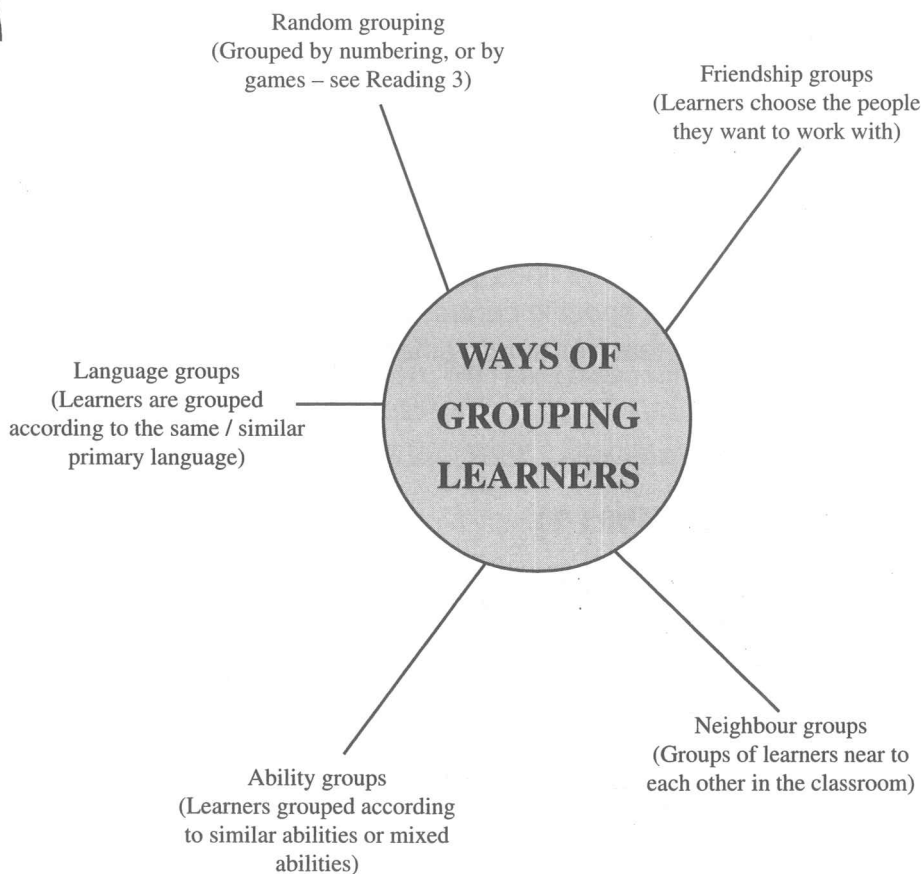 Random grouping
(Grouped by numbering, or by
games – see Reading 3)
Friendship groups
(Learners choose the people
they want to work with)
WAYS OF
GROUPING
LEARNERS
Language groups
(Learners are grouped
according to the same / similar
primary language)
Neighbour groups
(Groups of learners near to
each other in the classroom)
Ability groups
(Learners grouped according
to similar abilities or mixed
abilities)